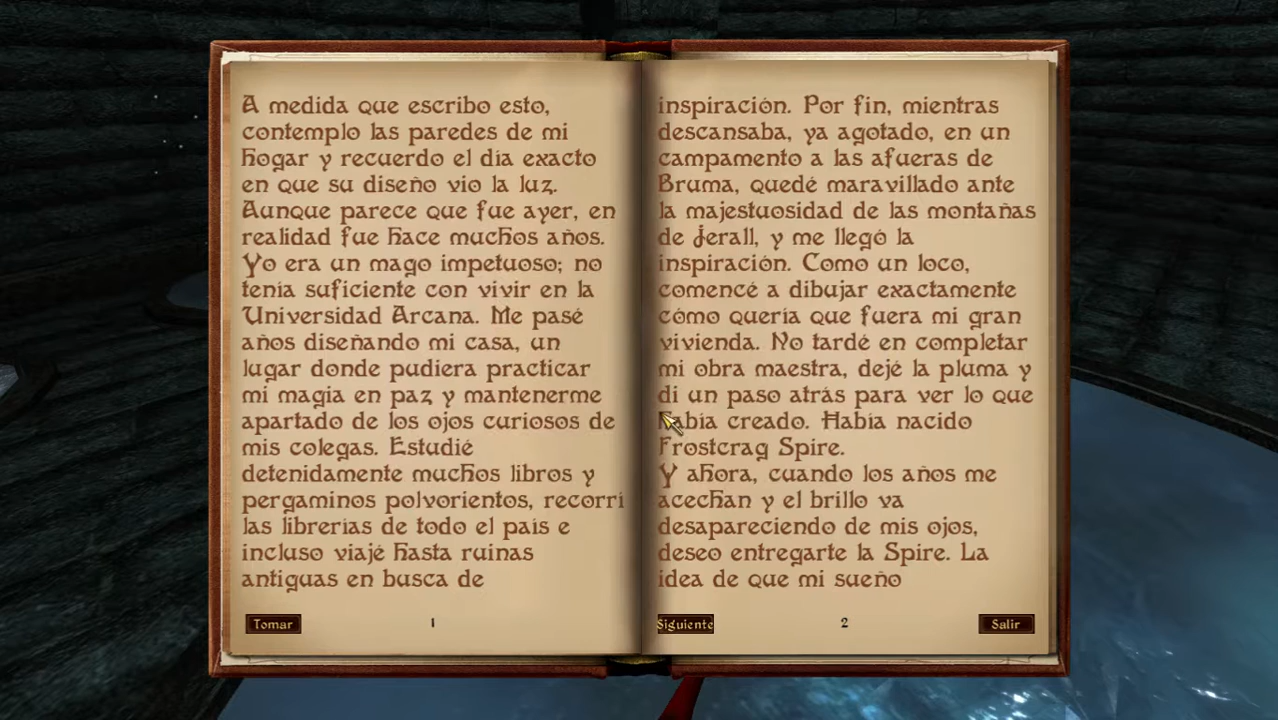 A medida que escribo esto,
contemplo las paredes de mi
hogar y recuerdo el día exacto
en que su diseño vio la luz.
Aunque parece que fue ayer, en
realidad fue hace muchos años.
Yo era un mago impetuoso; no
tenía suficiente con vivir en la
Universidad Arcana. Me pasé
años diseñando mi casa, un
lugar donde pudiera practicar
mi magia en paz y mantenerme
apartado de los ojos curiosos de
mis colegas. Estudié
detenidamente muchos libros y
pergaminos polvorientos, recorrí
las librerías de todo el país e
incluso viajé hasta ruinas
antiguas en busca de
Tomar
1
inspiración. Por fin, mientras
descansaba, ya agotado, en un
campamento a las afueras de
Bruma, quedé maravillado ante
la majestuosidad de las montañas
de Jerall, y me llegó la
inspiración. Como un loco,
comencé a dibujar exactamente
cómo quería que fuera mi gran
vivienda. No tardé en completar
mi obra maestra, dejé la pluma y
di un paso atrás para ver lo que
había creado. Había nacido
Frostcrag Spire.
Y ahora, cuando los años me
acechan y el brillo va
desapareciendo de mis ojos,
deseo entregarte la Spire. La
idea de que mi sueño
Siguiente
2
Salir